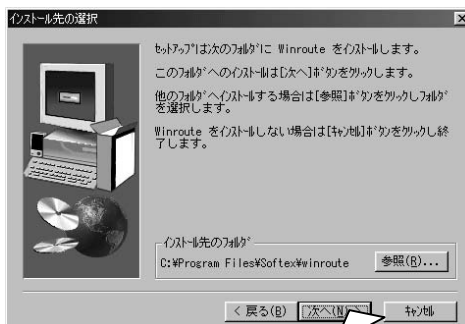 インストール先の選択
セットアップは次のフォルダに Winroute をインストールします。
このフォルダへのインストールは[次へ]ボタンをクリックします。
他のフォルダへインストールする場合は[参照]ボタンをクリックしフォルダ
を選択します。
Winroute をインストールしない場合は[キャンセル]ボタンをクリックし終
了します。
インストール先のフォルダ
C:¥Program Files¥Softex¥winroute
参照(R)...
< 戻る(B)
次へ(N)
キャンセル